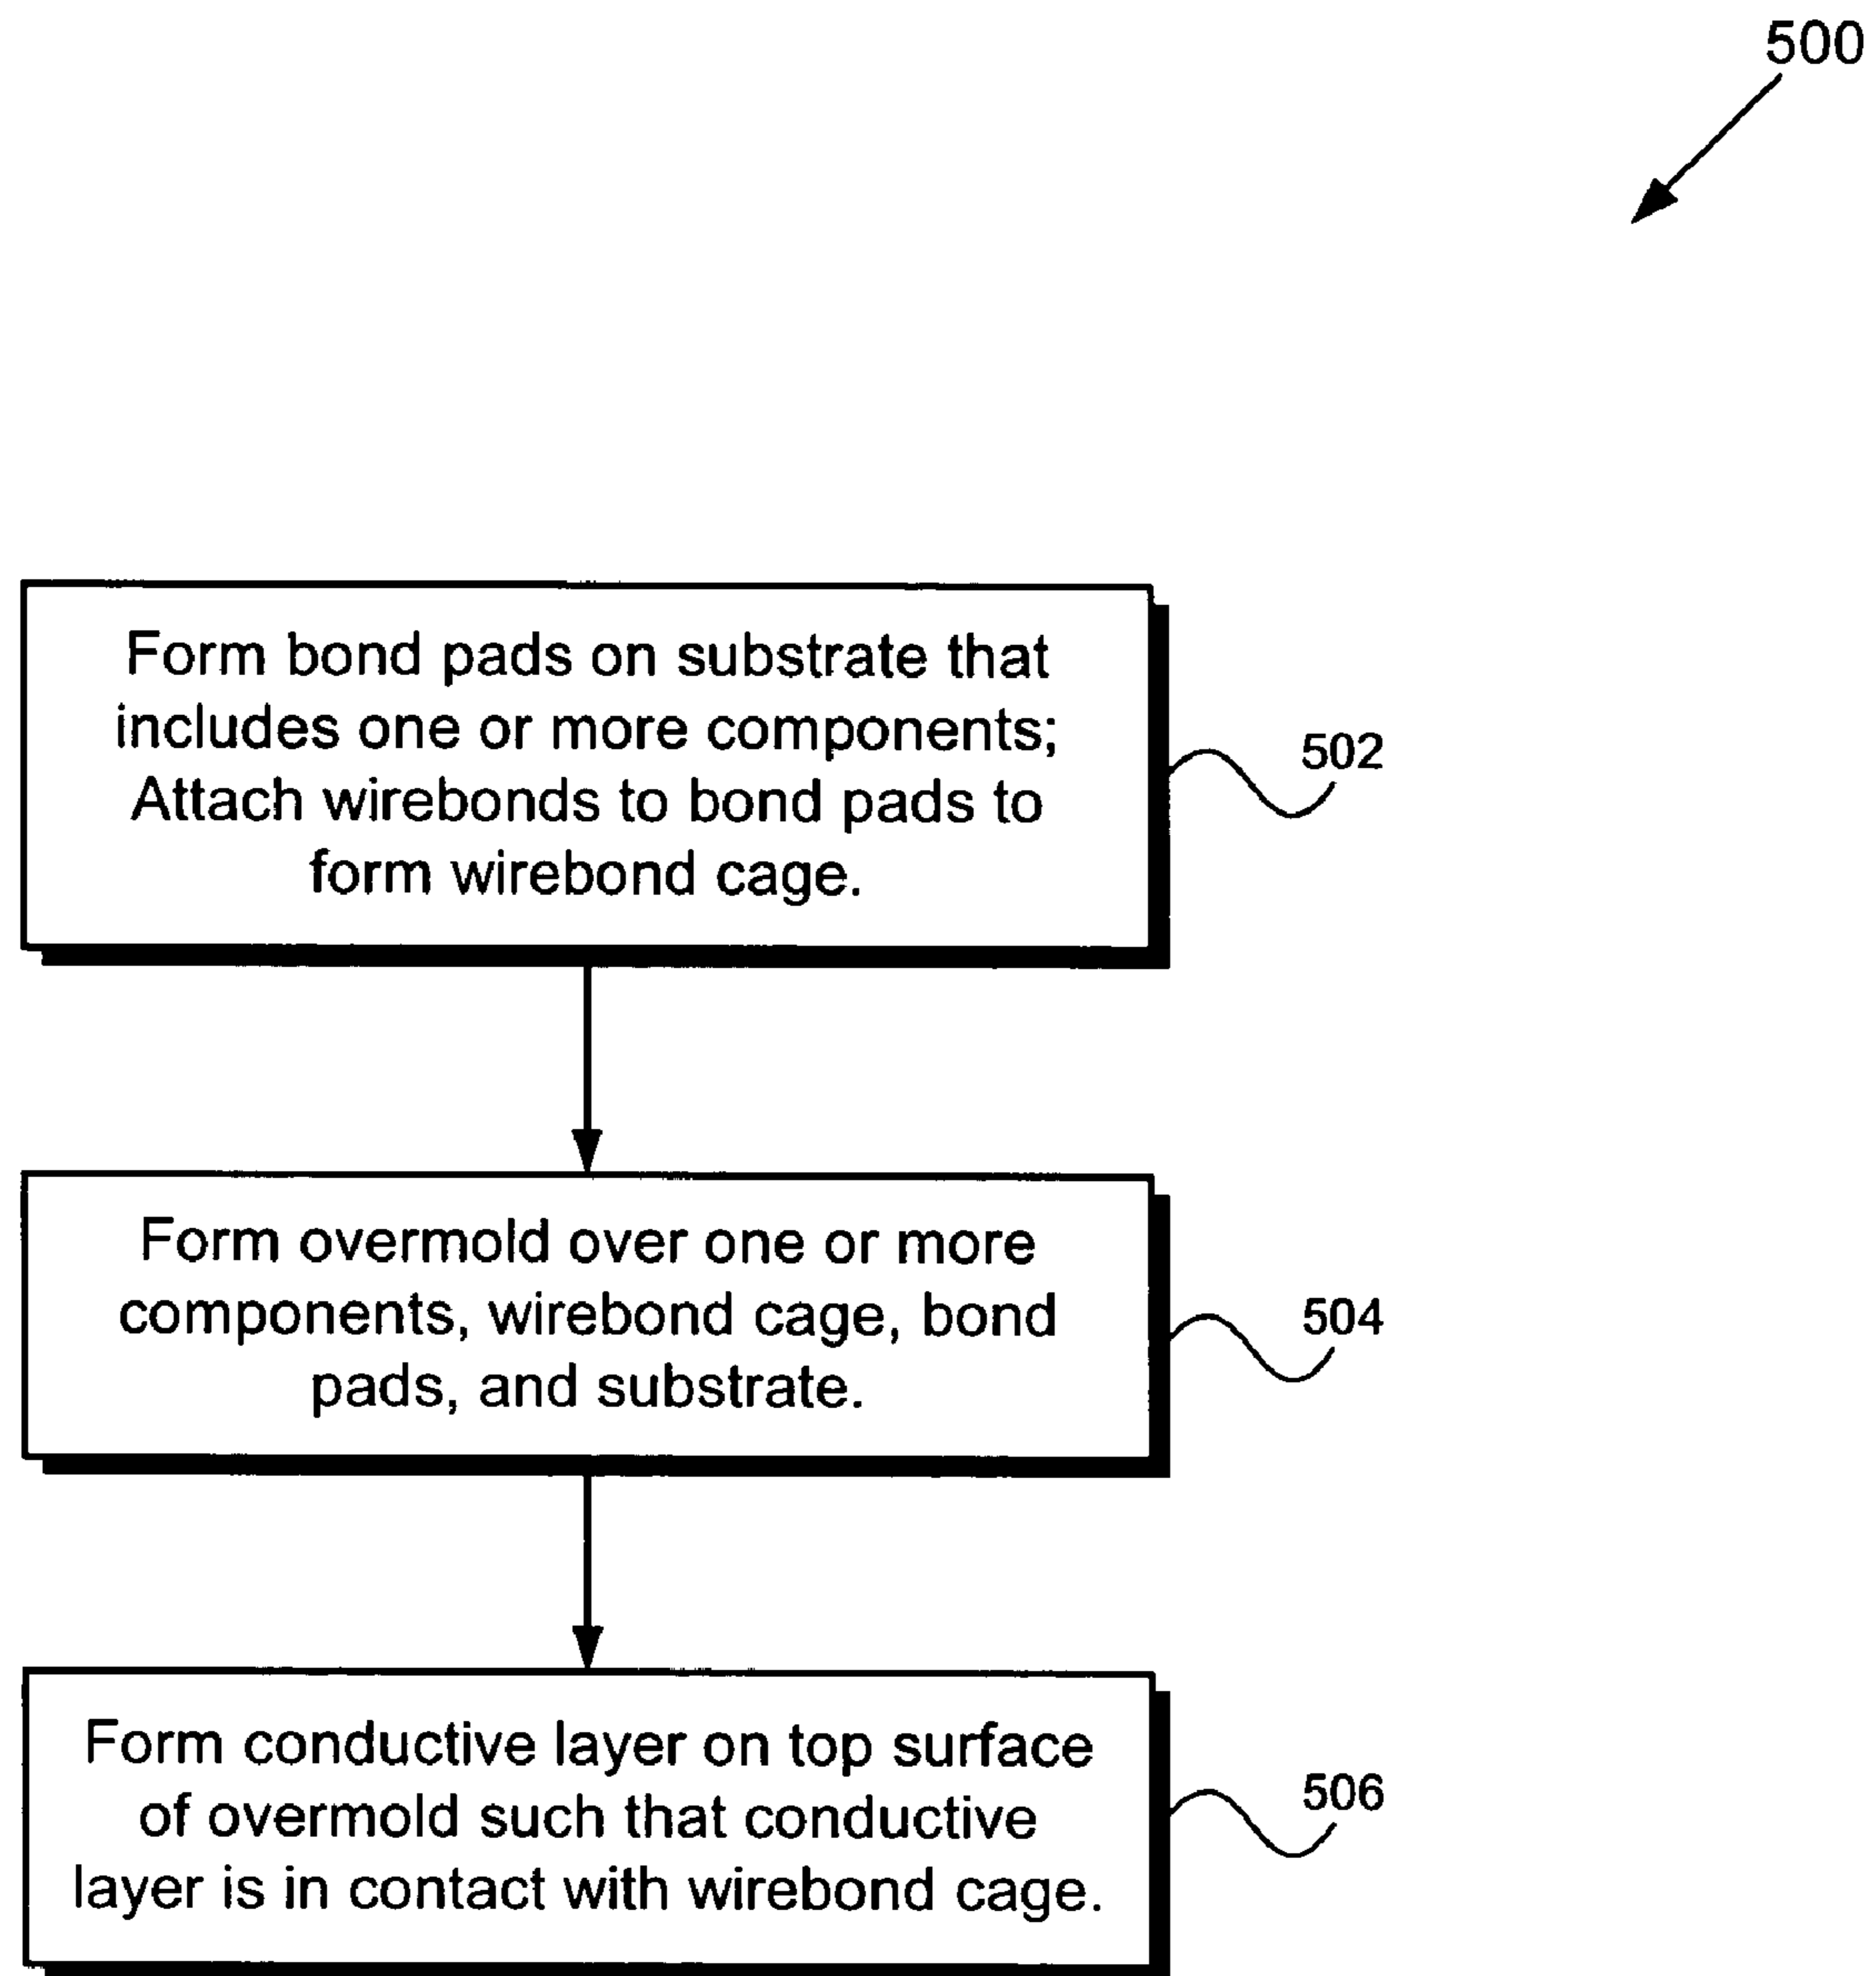 500
Form bond pads on substrate that
includes one or more components;
Attach wirebonds to bond pads to
form wirebond cage.
502
Form overmold over one or more
components, wirebond cage, bond
pads, and substrate.
504
Form conductive layer on top surface
of overmold such that conductive
layer is in contact with wirebond cage.
506